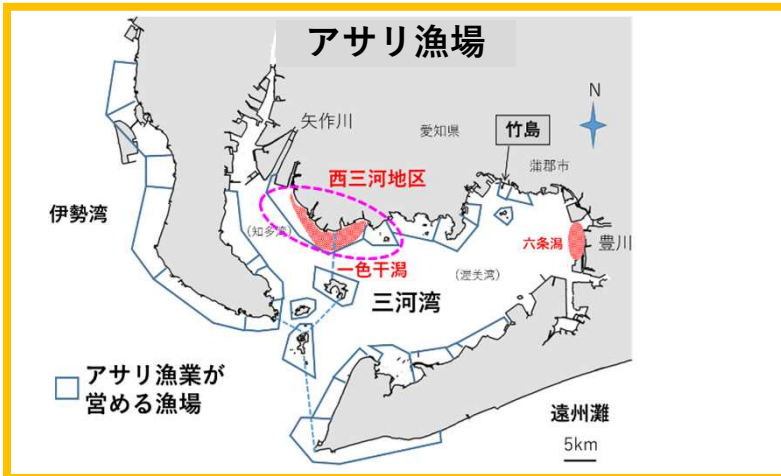 アサリ漁場
N
矢作川
愛知県
竹島
蒲郡市
西三河地区
伊勢湾
(知多湾)
六条潟
豊川
一色干潟
(渥美湾)
三河湾
アサリ漁業が
営める漁場
遠州灘
5km